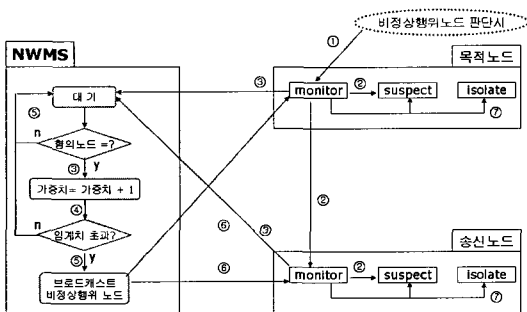 비정상행위노드 판단시
①
NWMS
목적노드
대 기
③
monitor
②
suspect
isolate
⑤
⑦
n
혐의노드 =?
③
y
가중치= 가중치 + 1
④
②
n
임계치 초과?
⑥
③
송신노드
⑤
y
⑥
monitor
②
suspect
isolate
브로드캐스트
비정상행위 노드
⑦